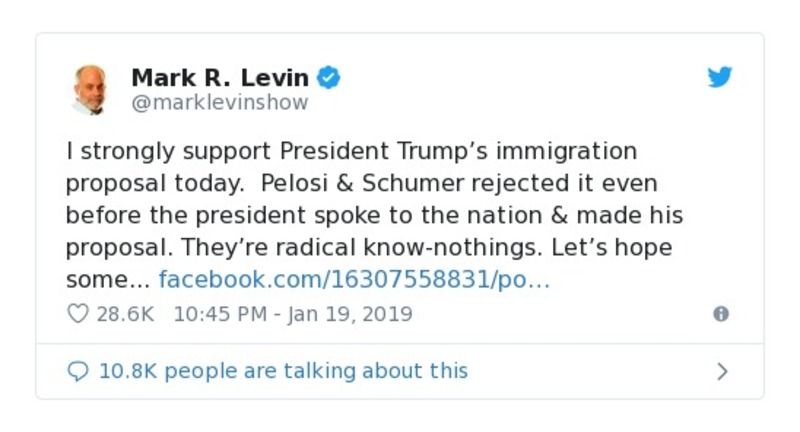 Mark R. Levin
@marklevinshow
I strongly support President Trump’s immigration
proposal today.  Pelosi & Schumer rejected it even
before the president spoke to the nation & made his
proposal. They’re radical know-nothings. Let’s hope
some... facebook.com/16307558831/po…
28.6K   10:45 PM - Jan 19, 2019
10.8K people are talking about this